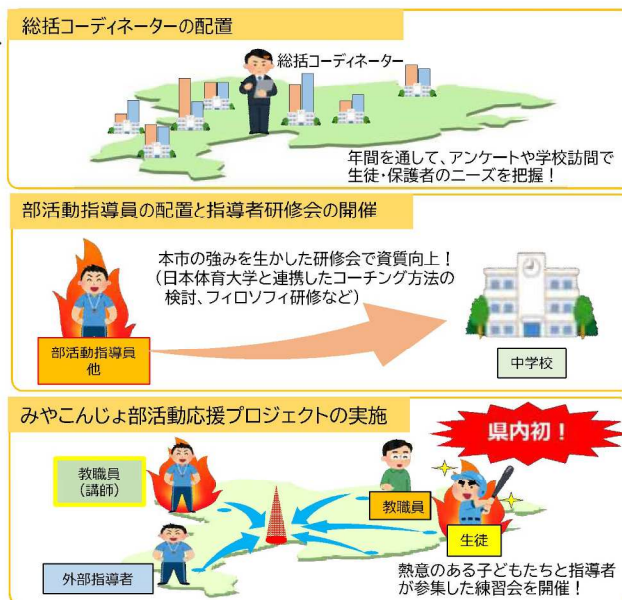 総括コーディネーターの配置
総括コーディネーター
年間を通して、アンケートや学校訪問で
生徒・保護者のニーズを把握！
部活動指導員の配置と指導者研修会の開催
本市の強みを生かした研修会で資質向上！
（日本体育大学と連携したコーチング方法の
検討、フィロソフィ研修など）
部活動指導員
他
中学校
みやこんじょ部活動応援プロジェクトの実施
県内初！
教職員
（講師）
教職員
生徒
外部指導者
熱意のある子どもたちと指導者
が参集した練習会を開催！